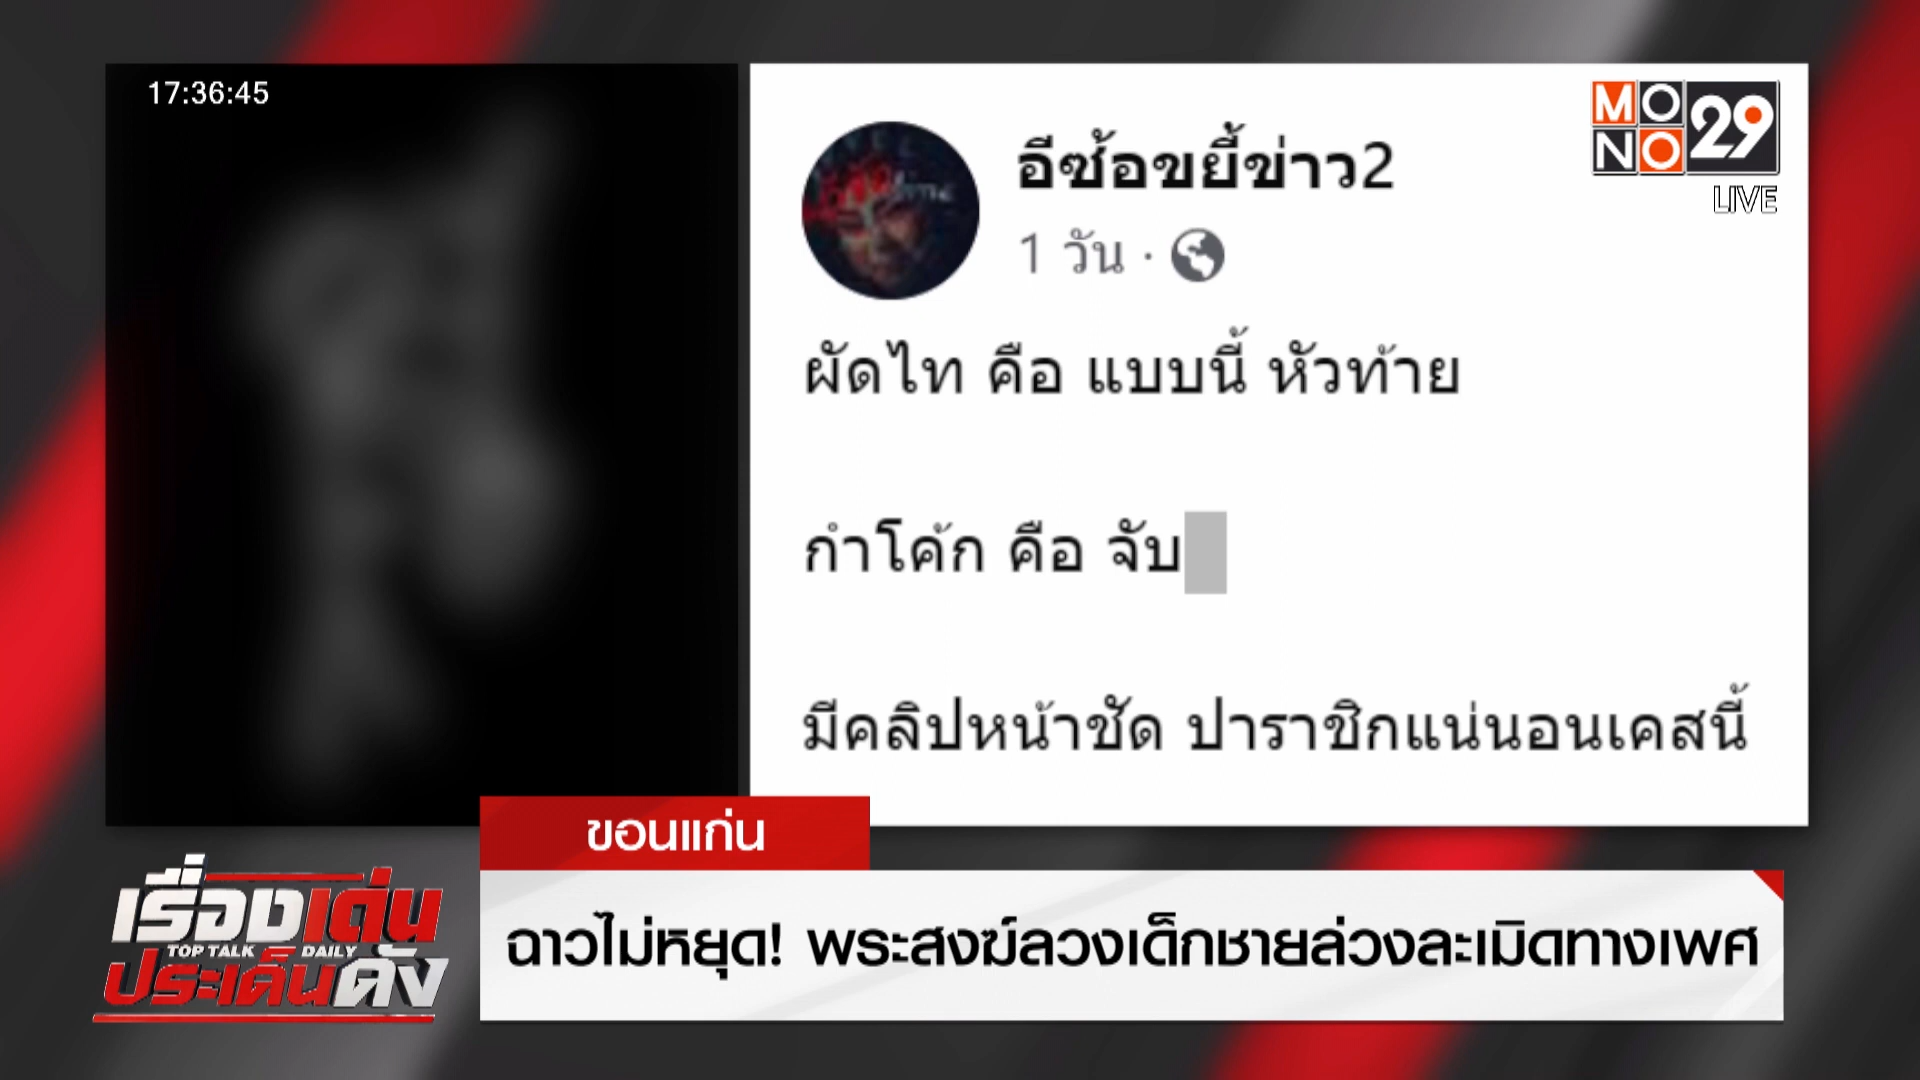 17:36:45
MONO 29
LIVE
อีซ้อขยี้ข่าว2
1 วัน ·
ผัดไท คือ แบบนี้ หัวท้าย
กำโค้ก คือ จับ
มีคลิปหน้าชัด ปาราชิกแน่นอนเคสนี้
ขอนแก่น
ฉาวไม่หยุด! พระสงฆ์ลวงเด็กชายล่วงละเมิดทางเพศ
เรื่องเด่น
TOP TALK DAILY
ประเด็นดัง